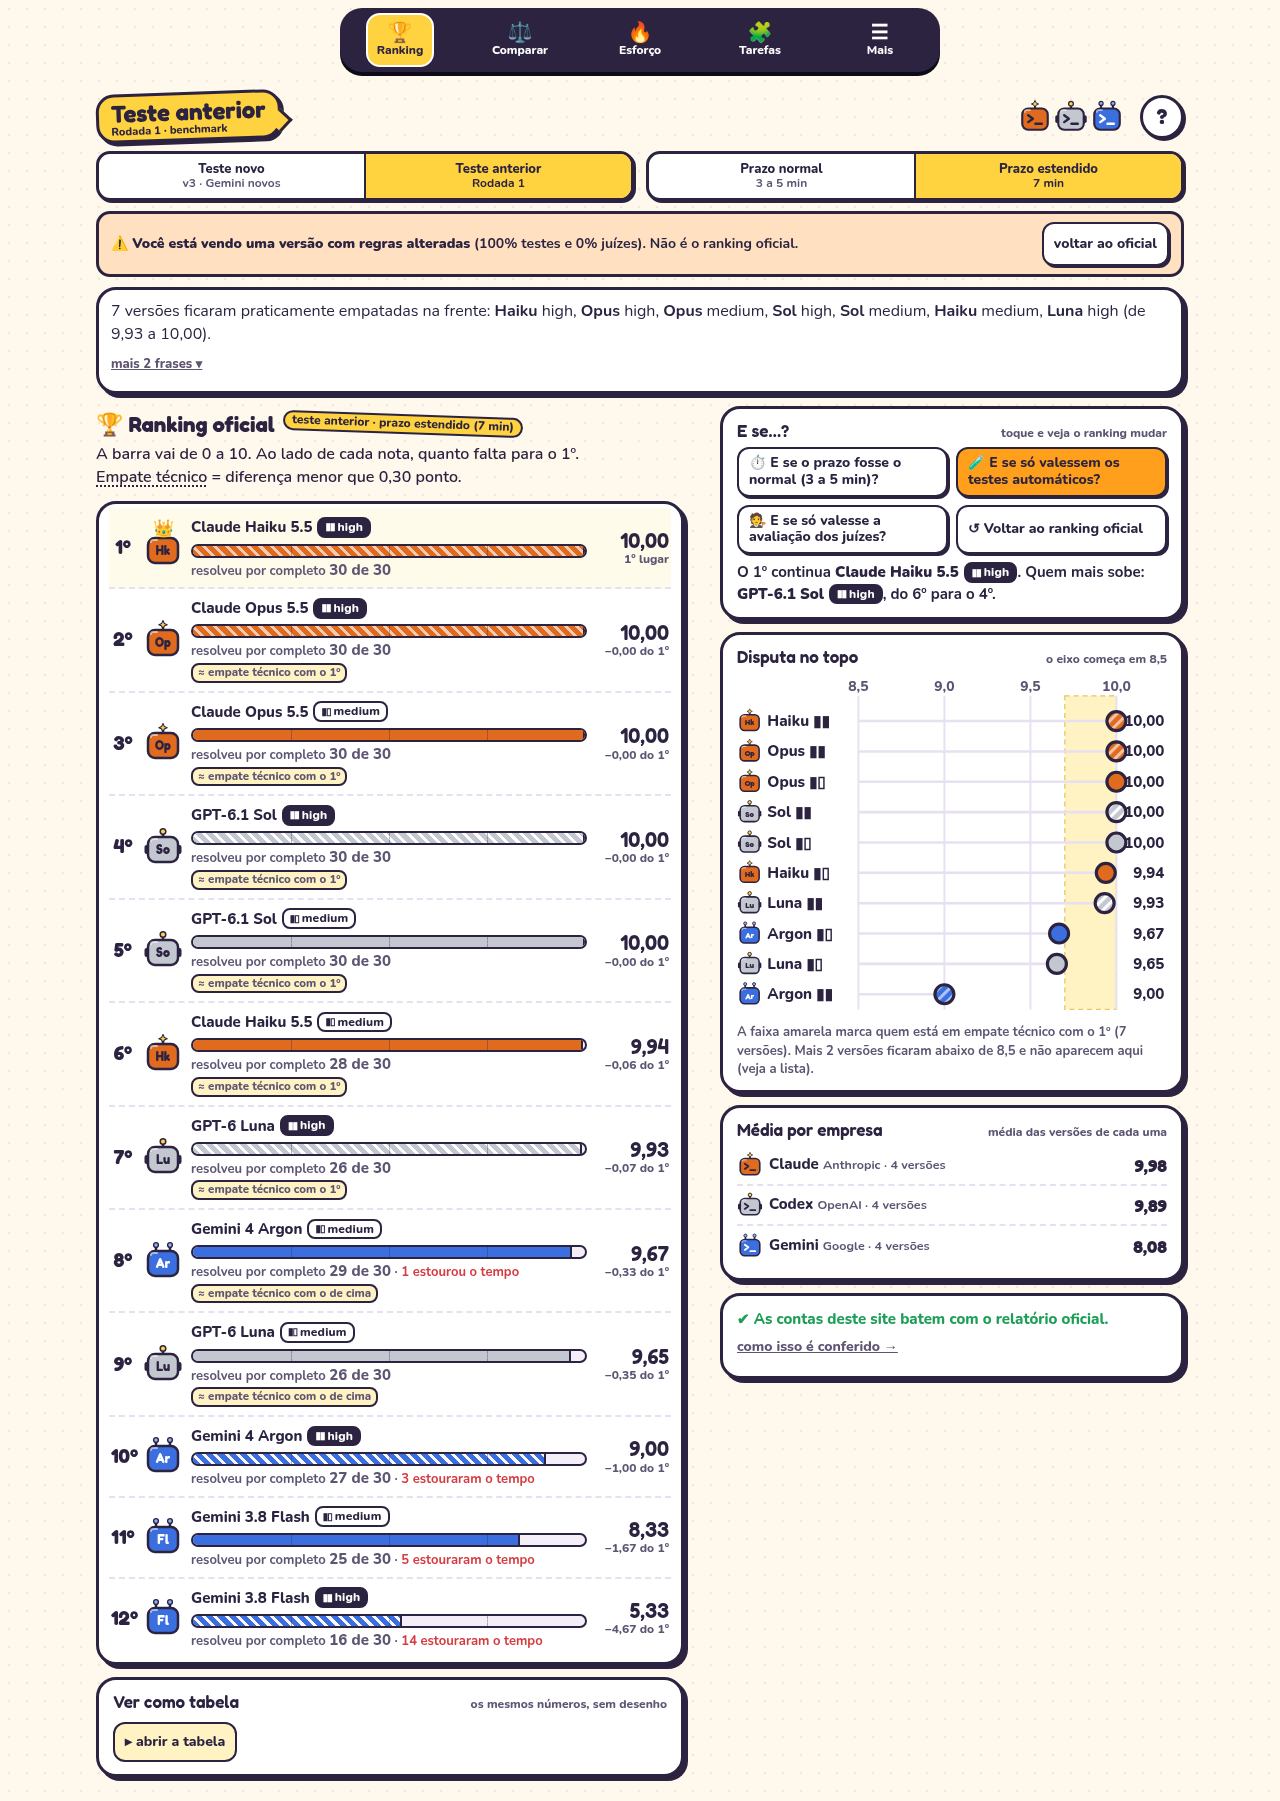 🏆 Ranking
⚖️ Comparar
🔥 Esforço
🧩 Tarefas
☰ Mais
Teste anterior
Rodada 1 · benchmark
?
Teste novo
v3 · Gemini novos
Teste anterior
Rodada 1
Prazo normal
3 a 5 min
Prazo estendido
7 min
⚠️ Você está vendo uma versão com regras alteradas (100% testes e 0% juízes). Não é o ranking oficial.
voltar ao oficial
7 versões ficaram praticamente empatadas na frente: Haiku high, Opus high, Opus medium, Sol high, Sol medium, Haiku medium, Luna high (de
9,93 a 10,00).
mais 2 frases ▾
🏆 Ranking oficial
teste anterior · prazo estendido (7 min)
A barra vai de 0 a 10. Ao lado de cada nota, quanto falta para o 1º.
Empate técnico = diferença menor que 0,30 ponto.
1º
Hk
Claude Haiku 5.5 ▮▮ high
resolveu por completo 30 de 30
10,00
1º lugar
2º
Op
Claude Opus 5.5 ▮▮ high
resolveu por completo 30 de 30
≈ empate técnico com o 1º
10,00
−0,00 do 1º
3º
Op
Claude Opus 5.5 ▮▯ medium
resolveu por completo 30 de 30
≈ empate técnico com o 1º
10,00
−0,00 do 1º
4º
So
GPT-6.1 Sol ▮▮ high
resolveu por completo 30 de 30
≈ empate técnico com o 1º
10,00
−0,00 do 1º
5º
So
GPT-6.1 Sol ▮▯ medium
resolveu por completo 30 de 30
≈ empate técnico com o 1º
10,00
−0,00 do 1º
6º
Hk
Claude Haiku 5.5 ▮▯ medium
resolveu por completo 28 de 30
≈ empate técnico com o 1º
9,94
−0,06 do 1º
7º
Lu
GPT-6 Luna ▮▮ high
resolveu por completo 26 de 30
≈ empate técnico com o 1º
9,93
−0,07 do 1º
8º
Ar
Gemini 4 Argon ▮▯ medium
resolveu por completo 29 de 30 · 1 estourou o tempo
≈ empate técnico com o de cima
9,67
−0,33 do 1º
9º
Lu
GPT-6 Luna ▮▯ medium
resolveu por completo 26 de 30
≈ empate técnico com o de cima
9,65
−0,35 do 1º
10º
Ar
Gemini 4 Argon ▮▮ high
resolveu por completo 27 de 30 · 3 estouraram o tempo
9,00
−1,00 do 1º
11º
Fl
Gemini 3.8 Flash ▮▯ medium
resolveu por completo 25 de 30 · 5 estouraram o tempo
8,33
−1,67 do 1º
12º
Fl
Gemini 3.8 Flash ▮▮ high
resolveu por completo 16 de 30 · 14 estouraram o tempo
5,33
−4,67 do 1º
Ver como tabela
os mesmos números, sem desenho
▸ abrir a tabela
E se...?
toque e veja o ranking mudar
⏱️ E se o prazo fosse o
normal (3 a 5 min)?
🧪 E se só valessem os
testes automáticos?
🧑‍⚖️ E se só valesse a
avaliação dos juízes?
↺ Voltar ao ranking oficial
O 1º continua Claude Haiku 5.5 ▮▮ high. Quem mais sobe:
GPT-6.1 Sol ▮▮ high, do 6º para o 4º.
Disputa no topo
o eixo começa em 8,5
8,5 9,0 9,5 10,0
Hk Haiku ▮▮ 10,00
Op Opus ▮▮ 10,00
Op Opus ▮▯ 10,00
So Sol ▮▮ 10,00
So Sol ▮▯ 10,00
Hk Haiku ▮▯ 9,94
Lu Luna ▮▮ 9,93
Ar Argon ▮▯ 9,67
Lu Luna ▮▯ 9,65
Ar Argon ▮▮ 9,00
A faixa amarela marca quem está em empate técnico com o 1º (7
versões). Mais 2 versões ficaram abaixo de 8,5 e não aparecem aqui
(veja a lista).
Média por empresa
média das versões de cada uma
Claude Anthropic · 4 versões 9,98
Codex OpenAI · 4 versões 9,89
Gemini Google · 4 versões 8,08
✔ As contas deste site batem com o relatório oficial.
como isso é conferido →